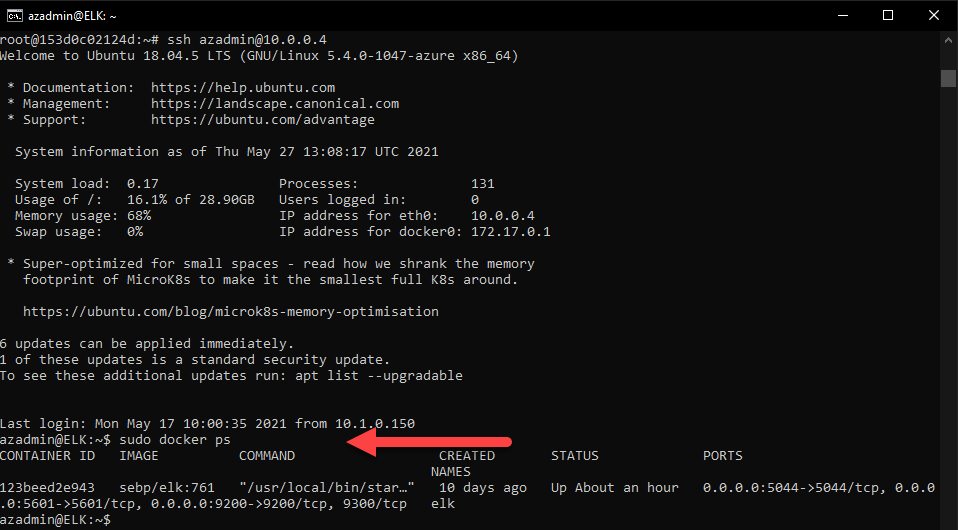 azadmin@ELK: ~
root@153d0c02124d:~# ssh azadmin@10.0.0.4
Welcome to Ubuntu 18.04.5 LTS (GNU/Linux 5.4.0-1047-azure x86_64)
* Documentation:  https://help.ubuntu.com
* Management:     https://landscape.canonical.com
* Support:        https://ubuntu.com/advantage
System information as of Thu May 27 13:08:17 UTC 2021
System load:  0.17                Processes:              131
Usage of /:   16.1% of 28.90GB   Users logged in:        0
Memory usage: 68%                IP address for eth0:    10.0.0.4
Swap usage:   0%                 IP address for docker0: 172.17.0.1
* Super-optimized for small spaces - read how we shrank the memory
footprint of MicroK8s to make it the smallest full K8s around.
https://ubuntu.com/blog/microk8s-memory-optimisation
6 updates can be applied immediately.
1 of these updates is a standard security update.
To see these additional updates run: apt list --upgradable
Last login: Mon May 17 10:00:35 2021 from 10.1.0.150
azadmin@ELK:~$ sudo docker ps
CONTAINER ID   IMAGE          COMMAND                  CREATED       STATUS             PORTS
NAMES
123beed2e943   sebp/elk:761   "/usr/local/bin/star…"   10 days ago   Up About an hour   0.0.0.0:5044->5044/tcp, 0.0.0
.0:5601->5601/tcp, 0.0.0.0:9200->9200/tcp, 9300/tcp   elk
azadmin@ELK:~$